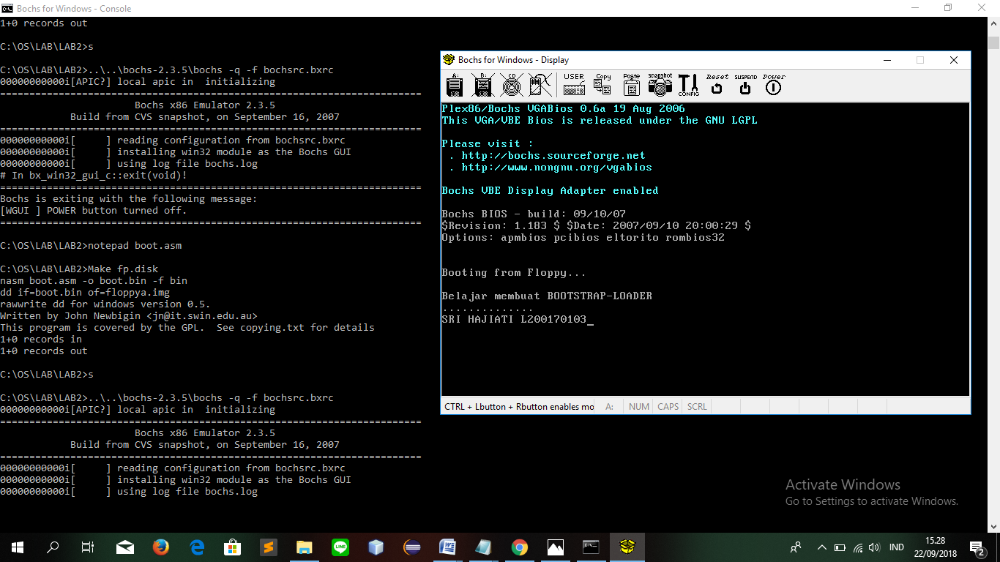 Bochs for Windows - Console
1+0 records out
C:\OS\LAB\LAB2>s
C:\OS\LAB\LAB2>..\..\bochs-2.3.5\bochs -q -f bochsrc.bxrc
00000000000i[APIC?] local apic in  initializing
========================================================================
Bochs x86 Emulator 2.3.5
Build from CVS snapshot, on September 16, 2007
========================================================================
00000000000i[     ] reading configuration from bochsrc.bxrc
00000000000i[     ] installing win32 module as the Bochs GUI
00000000000i[     ] using log file bochs.log
# In bx_win32_gui_c::exit(void)!
========================================================================
Bochs is exiting with the following message:
[WGUI ] POWER button turned off.
========================================================================
C:\OS\LAB\LAB2>notepad boot.asm
C:\OS\LAB\LAB2>Make fp.disk
nasm boot.asm -o boot.bin -f bin
dd if=boot.bin of=floppya.img
rawwrite dd for windows version 0.5.
Written by John Newbigin <jn@it.swin.edu.au>
This program is covered by the GPL.  See copying.txt for details
1+0 records in
1+0 records out
C:\OS\LAB\LAB2>s
C:\OS\LAB\LAB2>..\..\bochs-2.3.5\bochs -q -f bochsrc.bxrc
00000000000i[APIC?] local apic in  initializing
========================================================================
Bochs x86 Emulator 2.3.5
Build from CVS snapshot, on September 16, 2007
========================================================================
00000000000i[     ] reading configuration from bochsrc.bxrc
00000000000i[     ] installing win32 module as the Bochs GUI
00000000000i[     ] using log file bochs.log
Bochs for Windows - Display
A: B: CD USER Copy Paste snapshot CONFIG Reset SUSPEND Power
Plex86/Bochs VGABios 0.6a 19 Aug 2006
This VGA/VBE Bios is released under the GNU LGPL
Please visit :
. http://bochs.sourceforge.net
. http://www.nongnu.org/vgabios
Bochs VBE Display Adapter enabled
Bochs BIOS - build: 09/10/07
$Revision: 1.183 $ $Date: 2007/09/10 20:00:29 $
Options: apmbios pcibios eltorito rombios32
Booting from Floppy...
Belajar membuat BOOTSTRAP-LOADER
..............
SRI HAJIATI L200170103_
CTRL + Lbutton + Rbutton enables mo A: NUM CAPS SCRL
Activate Windows
Go to Settings to activate Windows.
LINE
IND
15.28
22/09/2018
2